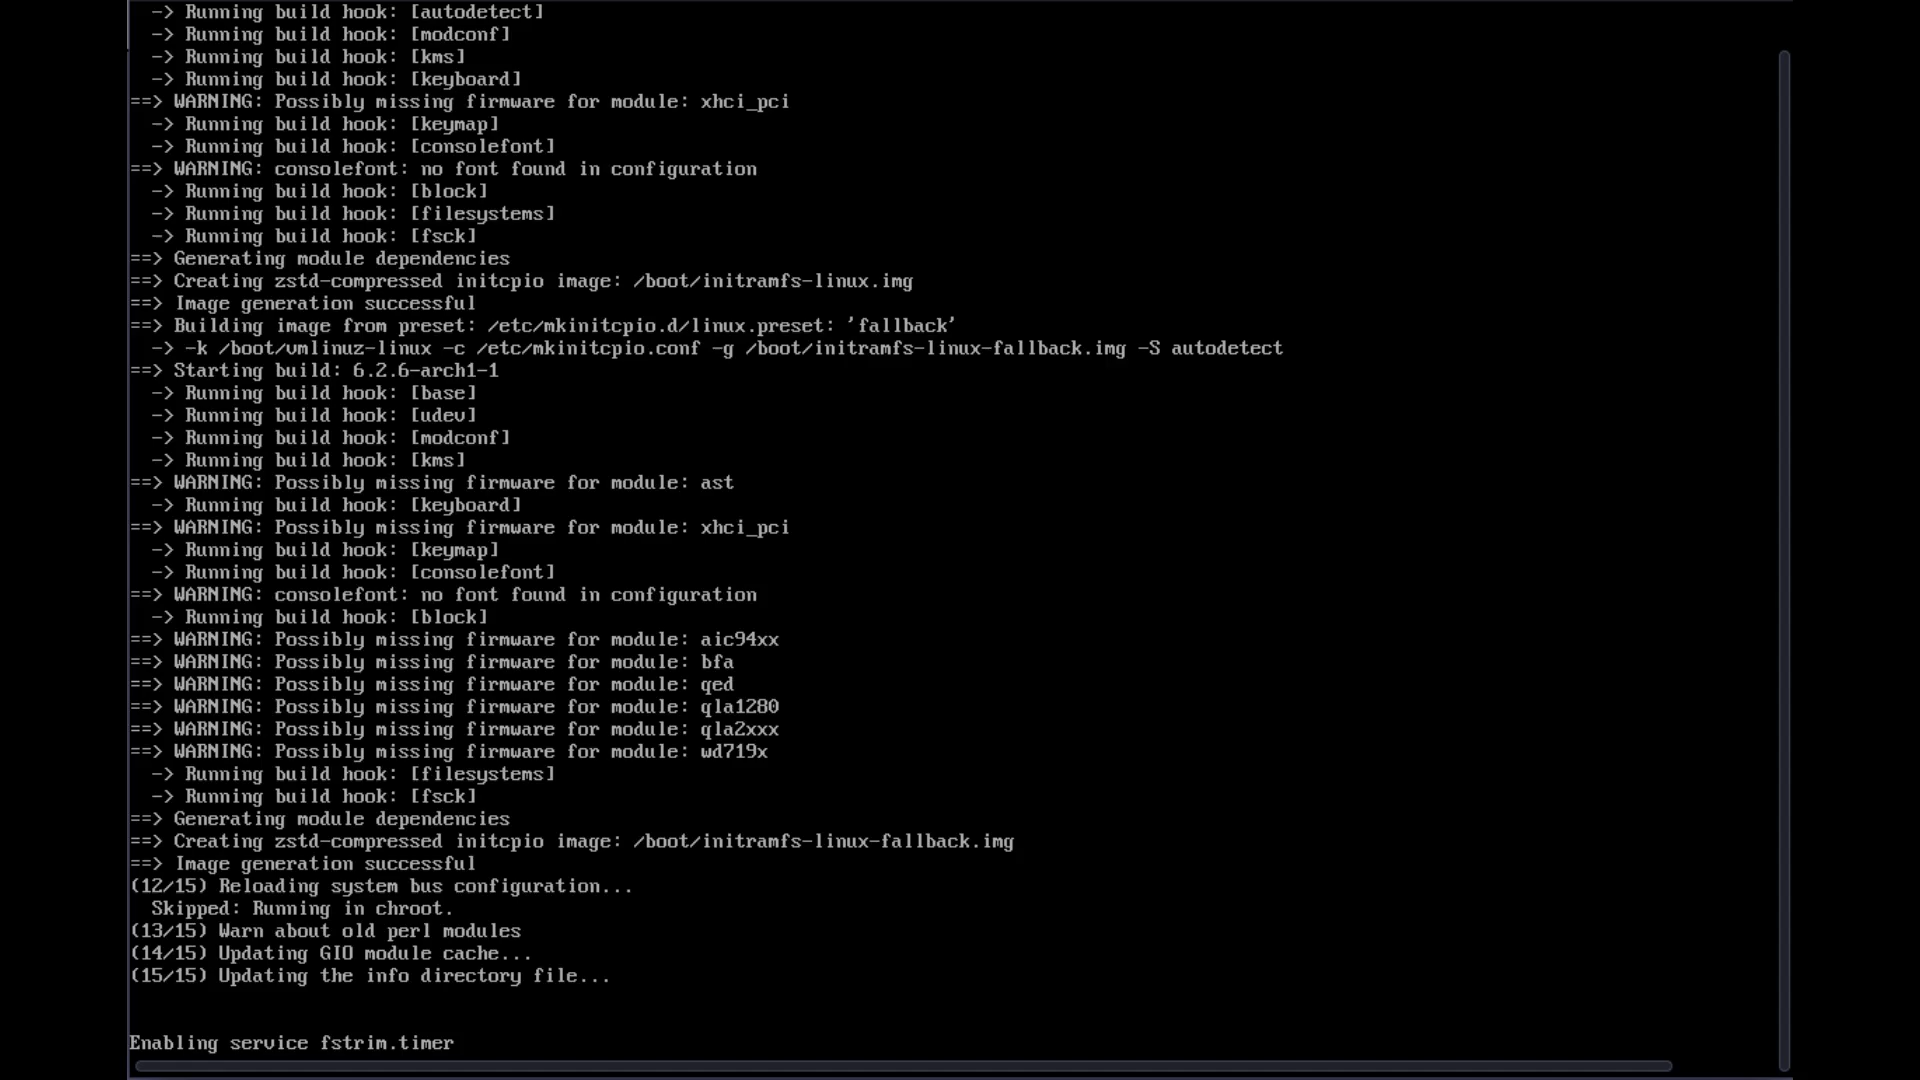 -> Running build hook: [autodetect]
-> Running build hook: [modconf]
-> Running build hook: [kms]
-> Running build hook: [keyboard]
==> WARNING: Possibly missing firmware for module: xhci_pci
-> Running build hook: [keymap]
-> Running build hook: [consolefont]
==> WARNING: consolefont: no font found in configuration
-> Running build hook: [block]
-> Running build hook: [filesystems]
-> Running build hook: [fsck]
==> Generating module dependencies
==> Creating zstd-compressed initcpio image: /boot/initramfs-linux.img
==> Image generation successful
==> Building image from preset: /etc/mkinitcpio.d/linux.preset: 'fallback'
-> -k /boot/vmlinuz-linux -c /etc/mkinitcpio.conf -g /boot/initramfs-linux-fallback.img -S autodetect
==> Starting build: 6.2.6-arch1-1
-> Running build hook: [base]
-> Running build hook: [udev]
-> Running build hook: [modconf]
-> Running build hook: [kms]
==> WARNING: Possibly missing firmware for module: ast
-> Running build hook: [keyboard]
==> WARNING: Possibly missing firmware for module: xhci_pci
-> Running build hook: [keymap]
-> Running build hook: [consolefont]
==> WARNING: consolefont: no font found in configuration
-> Running build hook: [block]
==> WARNING: Possibly missing firmware for module: aic94xx
==> WARNING: Possibly missing firmware for module: bfa
==> WARNING: Possibly missing firmware for module: qed
==> WARNING: Possibly missing firmware for module: qla1280
==> WARNING: Possibly missing firmware for module: qla2xxx
==> WARNING: Possibly missing firmware for module: wd719x
-> Running build hook: [filesystems]
-> Running build hook: [fsck]
==> Generating module dependencies
==> Creating zstd-compressed initcpio image: /boot/initramfs-linux-fallback.img
==> Image generation successful
(12/15) Reloading system bus configuration...
Skipped: Running in chroot.
(13/15) Warn about old perl modules
(14/15) Updating GIO module cache...
(15/15) Updating the info directory file...
Enabling service fstrim.timer